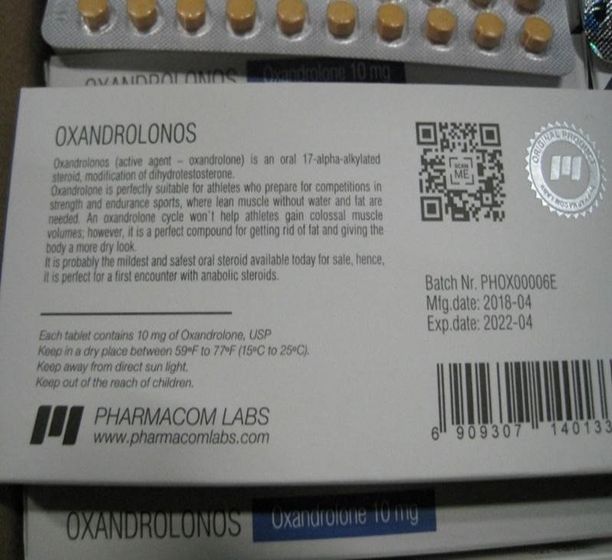 OXANDROLONOS Oxandrolone 10 mg
OXANDROLONOS
Oxandrolonos (active agent – oxandrolone) is an oral 17-alpha-alkylated
steroid, modification of dihydrotestosterone.
Oxandrolone is perfectly suitable for athletes who prepare for competitions in
strength and endurance sports, where lean muscle without water and fat are
needed. An oxandrolone cycle won't help athletes gain colossal muscle
volumes; however, it is a perfect compound for getting rid of fat and giving the
body a more dry look.
It is probably the mildest and safest oral steroid available today for sale, hence,
it is perfect for a first encounter with anabolic steroids.
SCAN
ME
ORIGINAL PRODUCT
PHARMACOM LABS
Batch Nr. PHOX00006E
Mfg.date: 2018-04
Exp.date: 2022-04
Each tablet contains 10 mg of Oxandrolone, USP
Keep in a dry place between 59ºF to 77ºF (15ºC to 25ºC).
Keep away from direct sun light.
Keep out of the reach of children.
PHARMACOM LABS
www.pharmacomlabs.com
6 909307 140133
OXANDROLONOS Oxandrolone 10 mg